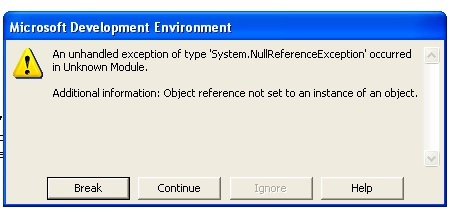 Microsoft Development Environment
An unhandled exception of type 'System.NullReferenceException' occurred
in Unknown Module.
Additional information: Object reference not set to an instance of an object.
Break Continue Ignore Help